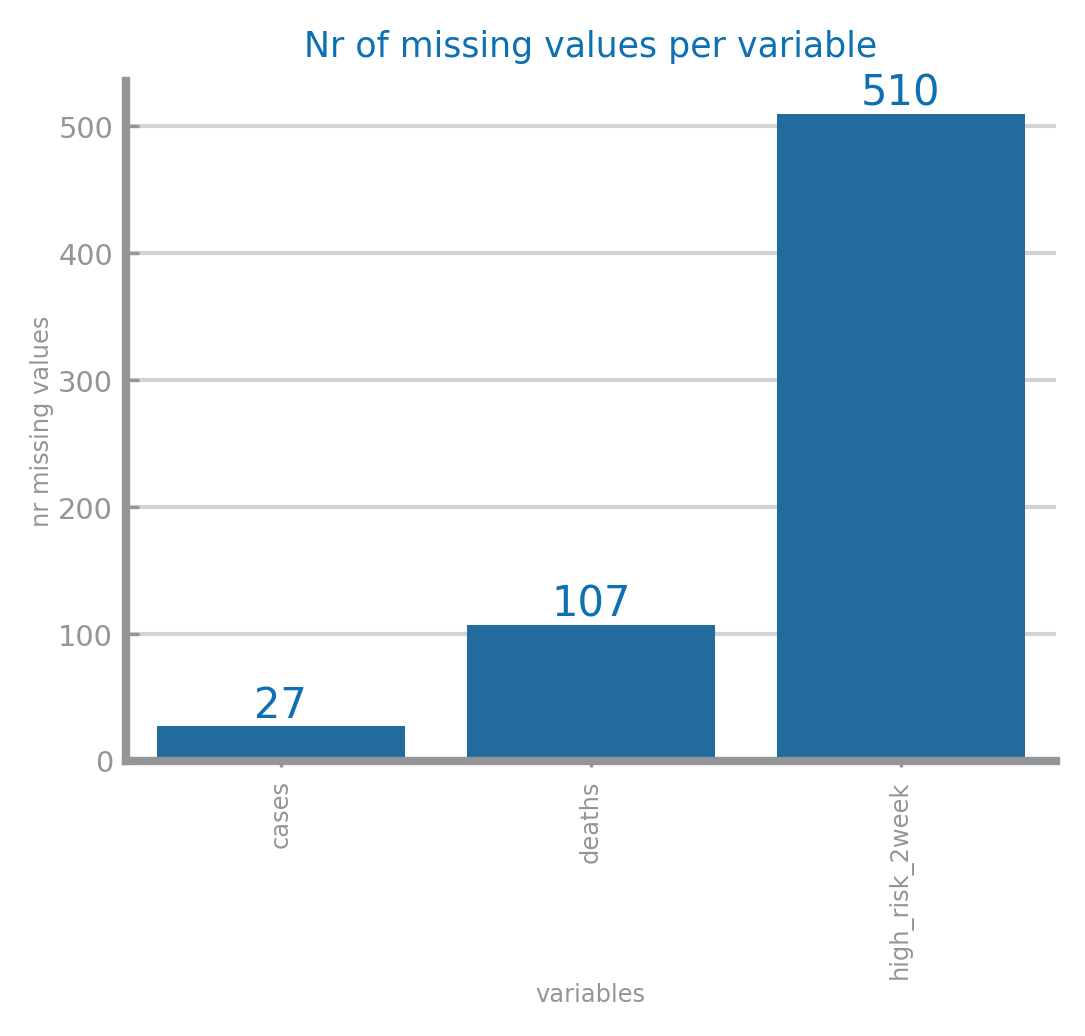 Nr of missing values per variable
510
500
400
300
200
107
100
27
0
nr missing values
cases
deaths
high_risk_2week
variables